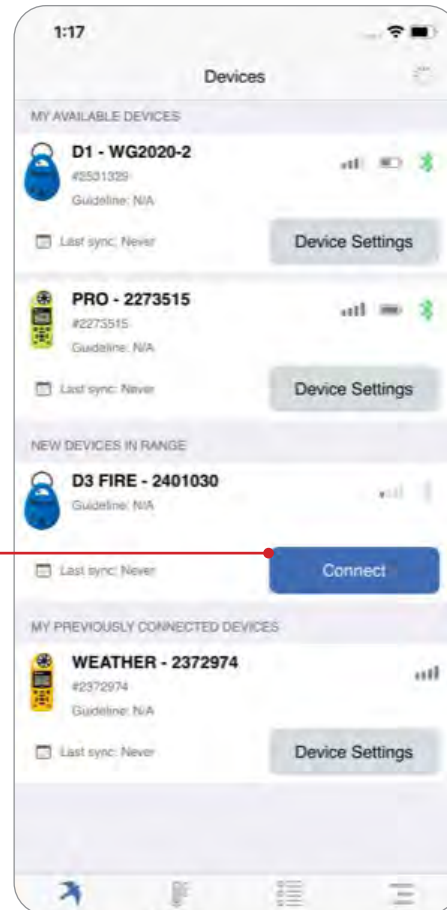 1:17
Devices
MY AVAILABLE DEVICES
D1 - WG2020-2
#2531329
Guideline: N/A
Last sync: Never
Device Settings
PRO - 2273515
#2273515
Guideline: N/A
Last sync: Never
Device Settings
NEW DEVICES IN RANGE
D3 FIRE - 2401030
Guideline: N/A
Last sync: Never
Connect
MY PREVIOUSLY CONNECTED DEVICES
WEATHER - 2372974
#2372974
Guideline: N/A
Last sync: Never
Device Settings